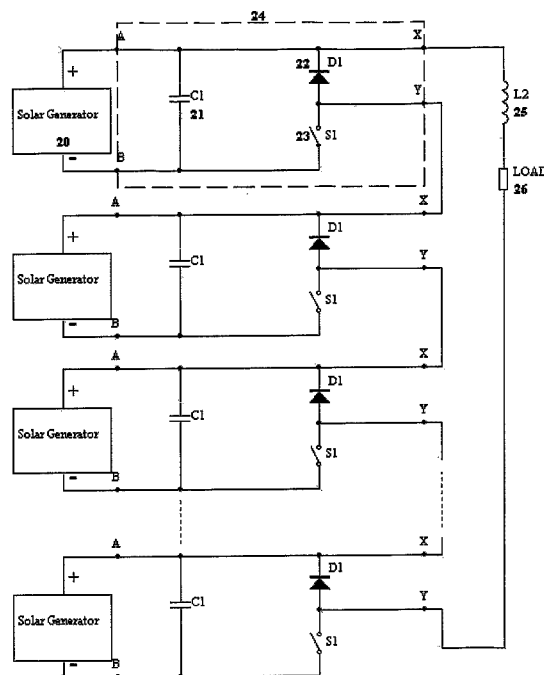 24
A
X
+
22
D1
C1
21
Y
L2
25
Solar Generator
20
23
S1
-
B
LOAD
26
A
X
+
D1
C1
Y
Solar Generator
S1
-
B
A
X
+
D1
C1
Y
Solar Generator
S1
-
B
A
X
+
D1
C1
Y
Solar Generator
S1
-
B